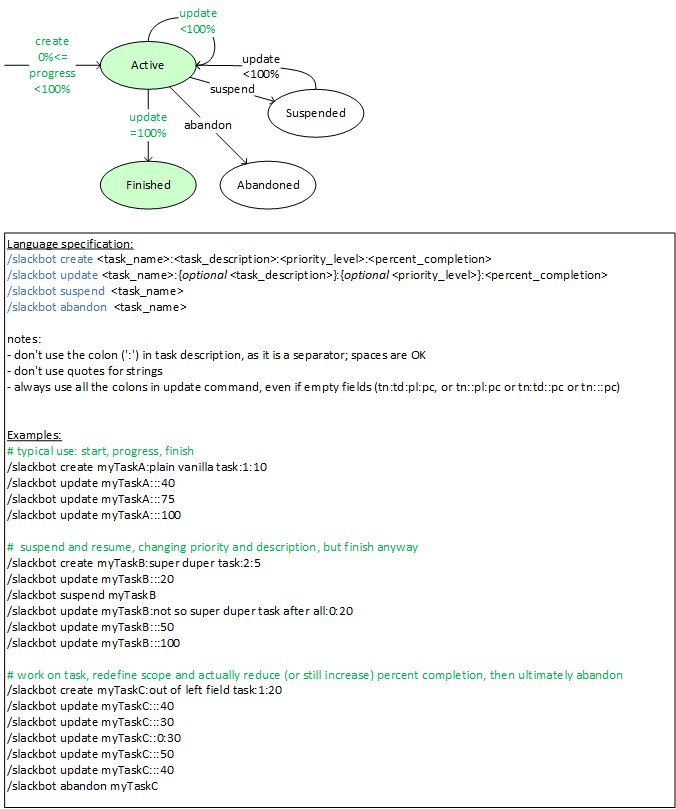 update
<100%
create
0%<=
progress
<100%
Active
update
<100%
suspend
Suspended
update
=100%
abandon
Finished
Abandoned
Language specification:
/slackbot create <task_name>:<task_description>:<priority_level>:<percent_completion>
/slackbot update <task_name>:{optional <task_description>}:{optional <priority_level>}:<percent_completion>
/slackbot suspend <task_name>
/slackbot abandon <task_name>
notes:
- don't use the colon (':') in task description, as it is a separator; spaces are OK
- don't use quotes for strings
- always use all the colons in update command, even if empty fields (tn:td:pl:pc, or tn::pl:pc or tn:td::pc or tn:::pc)
Examples:
# typical use: start, progress, finish
/slackbot create myTaskA:plain vanilla task:1:10
/slackbot update myTaskA:::40
/slackbot update myTaskA:::75
/slackbot update myTaskA:::100
# suspend and resume, changing priority and description, but finish anyway
/slackbot create myTaskB:super duper task:2:5
/slackbot update myTaskB:::20
/slackbot suspend myTaskB
/slackbot update myTaskB:not so super duper task after all:0:20
/slackbot update myTaskB:::50
/slackbot update myTaskB:::100
# work on task, redefine scope and actually reduce (or still increase) percent completion, then ultimately abandon
/slackbot create myTaskC:out of left field task:1:20
/slackbot update myTaskC:::40
/slackbot update myTaskC:::30
/slackbot update myTaskC::0:30
/slackbot update myTaskC:::50
/slackbot update myTaskC:::40
/slackbot abandon myTaskC